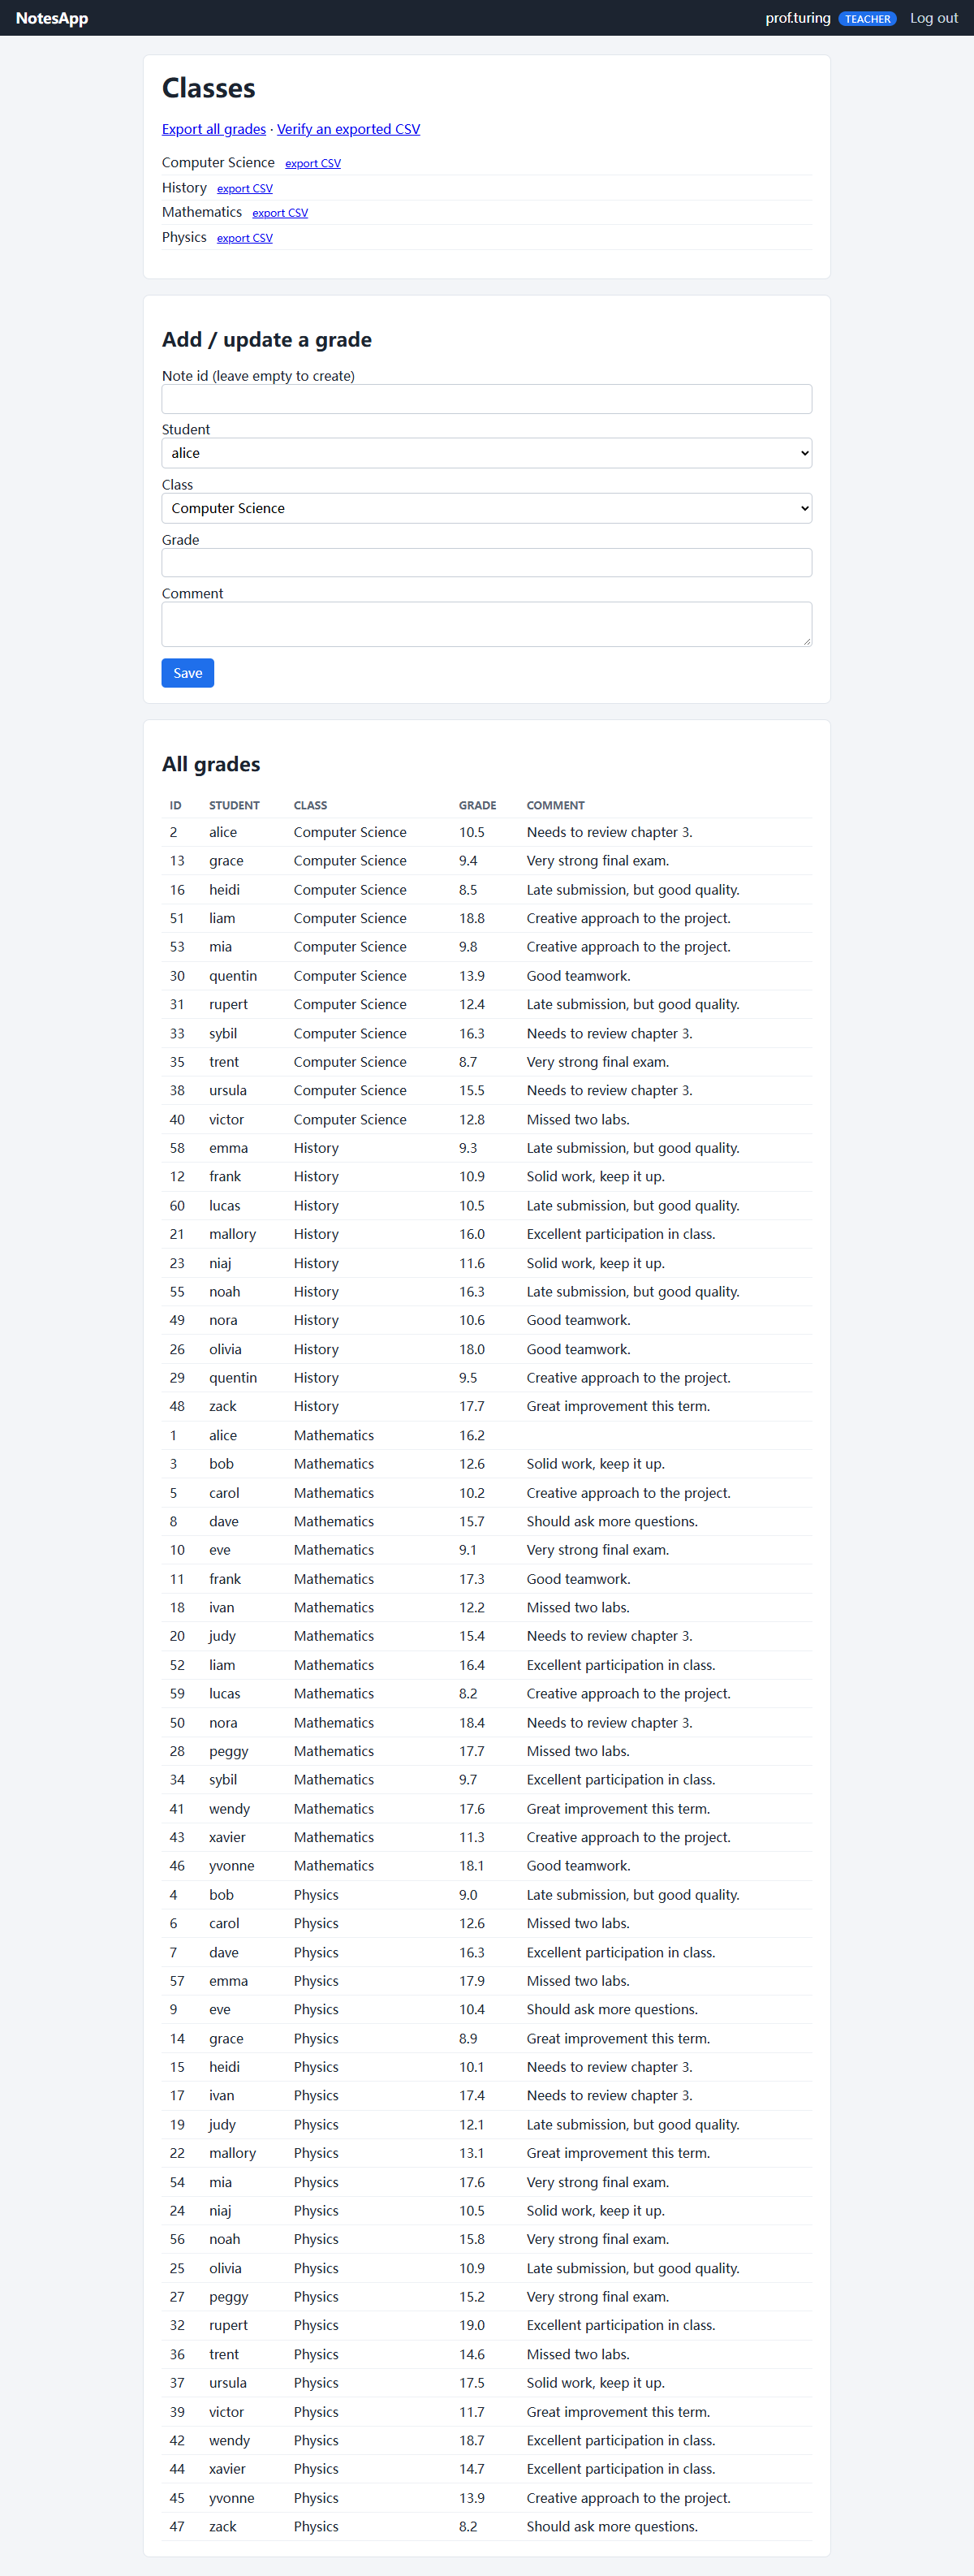 NotesApp prof.turing TEACHER Log out
Classes
Export all grades · Verify an exported CSV
Computer Science export CSV
History export CSV
Mathematics export CSV
Physics export CSV
Add / update a grade
Note id (leave empty to create)
Student
alice
Class
Computer Science
Grade
Comment
Save
All grades
ID STUDENT CLASS GRADE COMMENT
2 alice Computer Science 10.5 Needs to review chapter 3.
13 grace Computer Science 9.4 Very strong final exam.
16 heidi Computer Science 8.5 Late submission, but good quality.
51 liam Computer Science 18.8 Creative approach to the project.
53 mia Computer Science 9.8 Creative approach to the project.
30 quentin Computer Science 13.9 Good teamwork.
31 rupert Computer Science 12.4 Late submission, but good quality.
33 sybil Computer Science 16.3 Needs to review chapter 3.
35 trent Computer Science 8.7 Very strong final exam.
38 ursula Computer Science 15.5 Needs to review chapter 3.
40 victor Computer Science 12.8 Missed two labs.
58 emma History 9.3 Late submission, but good quality.
12 frank History 10.9 Solid work, keep it up.
60 lucas History 10.5 Late submission, but good quality.
21 mallory History 16.0 Excellent participation in class.
23 niaj History 11.6 Solid work, keep it up.
55 noah History 16.3 Late submission, but good quality.
49 nora History 10.6 Good teamwork.
26 olivia History 18.0 Good teamwork.
29 quentin History 9.5 Creative approach to the project.
48 zack History 17.7 Great improvement this term.
1 alice Mathematics 16.2
3 bob Mathematics 12.6 Solid work, keep it up.
5 carol Mathematics 10.2 Creative approach to the project.
8 dave Mathematics 15.7 Should ask more questions.
10 eve Mathematics 9.1 Very strong final exam.
11 frank Mathematics 17.3 Good teamwork.
18 ivan Mathematics 12.2 Missed two labs.
20 judy Mathematics 15.4 Needs to review chapter 3.
52 liam Mathematics 16.4 Excellent participation in class.
59 lucas Mathematics 8.2 Creative approach to the project.
50 nora Mathematics 18.4 Needs to review chapter 3.
28 peggy Mathematics 17.7 Missed two labs.
34 sybil Mathematics 9.7 Excellent participation in class.
41 wendy Mathematics 17.6 Great improvement this term.
43 xavier Mathematics 11.3 Creative approach to the project.
46 yvonne Mathematics 18.1 Good teamwork.
4 bob Physics 9.0 Late submission, but good quality.
6 carol Physics 12.6 Missed two labs.
7 dave Physics 16.3 Excellent participation in class.
57 emma Physics 17.9 Missed two labs.
9 eve Physics 10.4 Should ask more questions.
14 grace Physics 8.9 Great improvement this term.
15 heidi Physics 10.1 Needs to review chapter 3.
17 ivan Physics 17.4 Needs to review chapter 3.
19 judy Physics 12.1 Late submission, but good quality.
22 mallory Physics 13.1 Great improvement this term.
54 mia Physics 17.6 Very strong final exam.
24 niaj Physics 10.5 Solid work, keep it up.
56 noah Physics 15.8 Very strong final exam.
25 olivia Physics 10.9 Late submission, but good quality.
27 peggy Physics 15.2 Very strong final exam.
32 rupert Physics 19.0 Excellent participation in class.
36 trent Physics 14.6 Missed two labs.
37 ursula Physics 17.5 Solid work, keep it up.
39 victor Physics 11.7 Great improvement this term.
42 wendy Physics 18.7 Excellent participation in class.
44 xavier Physics 14.7 Excellent participation in class.
45 yvonne Physics 13.9 Creative approach to the project.
47 zack Physics 8.2 Should ask more questions.